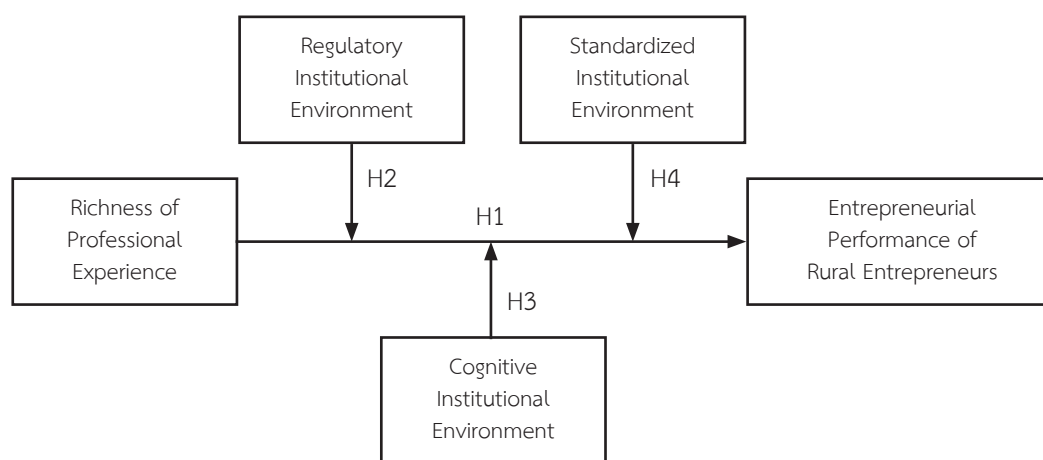 Regulatory
Institutional
Environment
Standardized
Institutional
Environment
H2
H4
Richness of
Professional
Experience
H1
Entrepreneurial
Performance of
Rural Entrepreneurs
H3
Cognitive
Institutional
Environment